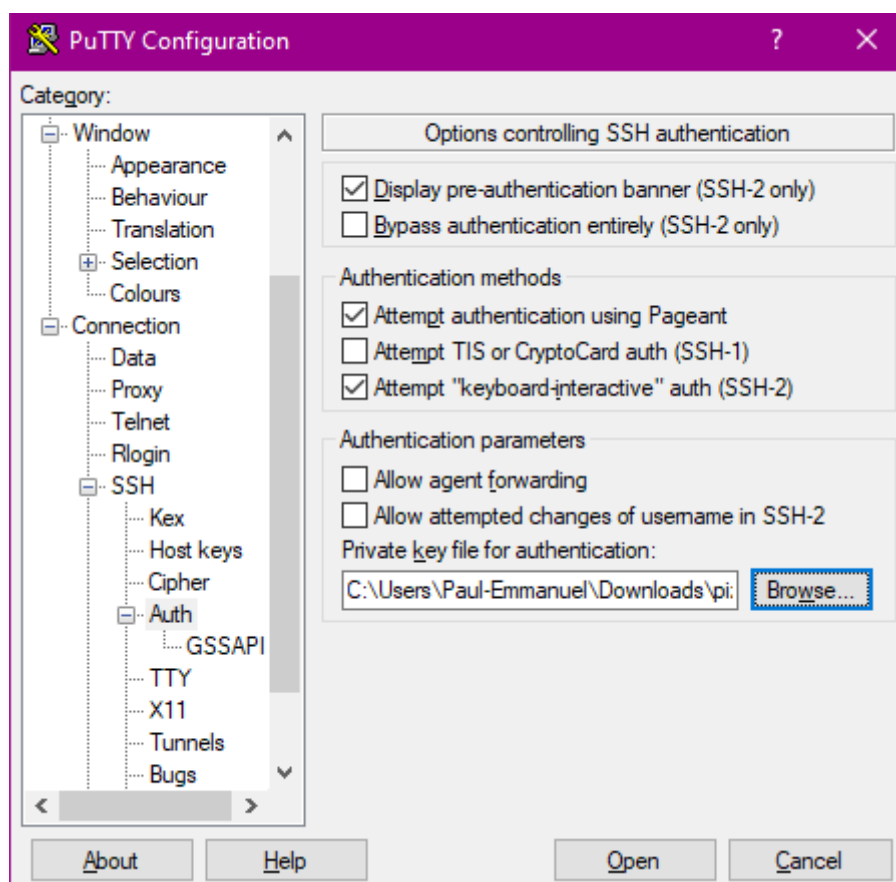 PuTTY Configuration
?
Category:
Window
Appearance
Behaviour
Translation
Selection
Colours
Connection
Data
Proxy
Telnet
Rlogin
SSH
Kex
Host keys
Cipher
Auth
GSSAPI
TTY
X11
Tunnels
Bugs
Options controlling SSH authentication
Display pre-authentication banner (SSH-2 only)
Bypass authentication entirely (SSH-2 only)
Authentication methods
Attempt authentication using Pageant
Attempt TIS or CryptoCard auth (SSH-1)
Attempt "keyboard-interactive" auth (SSH-2)
Authentication parameters
Allow agent forwarding
Allow attempted changes of username in SSH-2
Private key file for authentication:
C:\Users\Paul-Emmanuel\Downloads\pi:
Browse...
About
Help
Open
Cancel